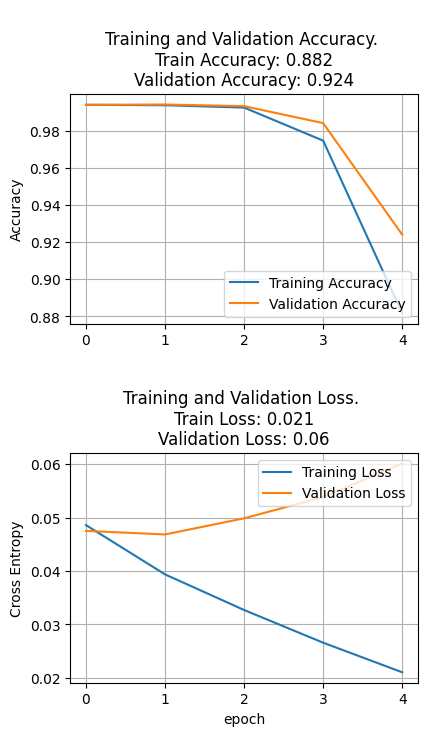 Training and Validation Accuracy.
Train Accuracy: 0.882
Validation Accuracy: 0.924
Accuracy
0.98
0.96
0.94
0.92
0.90
0.88
Training Accuracy
Validation Accuracy
0 1 2 3 4
Training and Validation Loss.
Train Loss: 0.021
Validation Loss: 0.06
Cross Entropy
0.06
0.05
0.04
0.03
0.02
Training Loss
Validation Loss
0 1 2 3 4
epoch